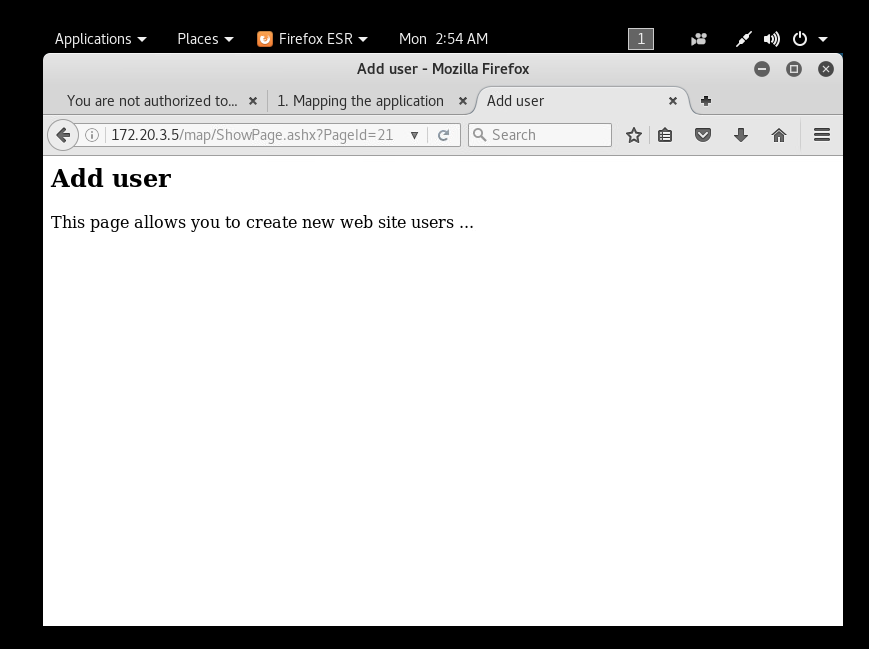 Applications Places Firefox ESR Mon 2:54 AM 1
Add user - Mozilla Firefox
You are not authorized to... 1. Mapping the application Add user
172.20.3.5/map/ShowPage.ashx?PageId=21 Search
Add user
This page allows you to create new web site users ...